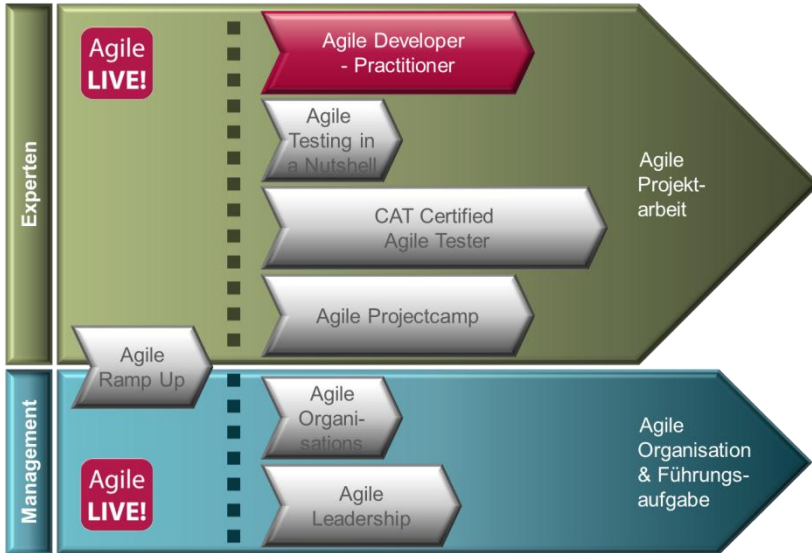 Experten
Agile
LIVE!
Agile Developer
- Practitioner
Agile
Testing in
a Nutshell
CAT Certified
Agile Tester
Agile Projectcamp
Agile
Projekt-
arbeit
Agile
Ramp Up
Management
Agile
LIVE!
Agile
Organi-
sations
Agile
Leadership
Agile
Organisation
& Führungs-
aufgabe